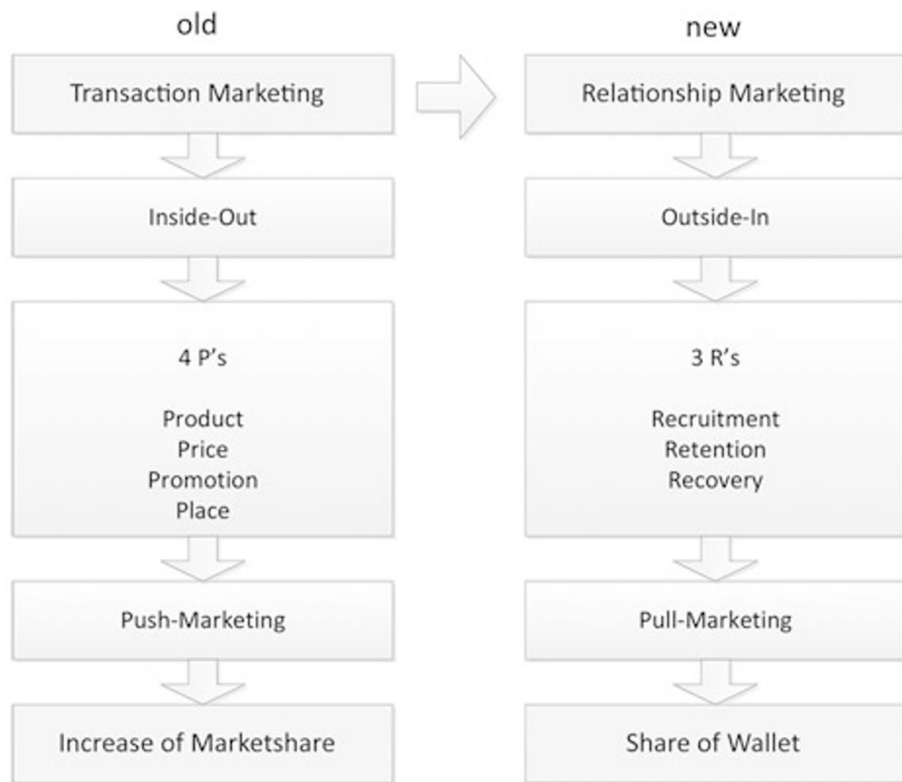 old
Transaction Marketing
Inside-Out
4 P's
Product
Price
Promotion
Place
Push-Marketing
Increase of Marketshare
new
Relationship Marketing
Outside-In
3 R's
Recruitment
Retention
Recovery
Pull-Marketing
Share of Wallet